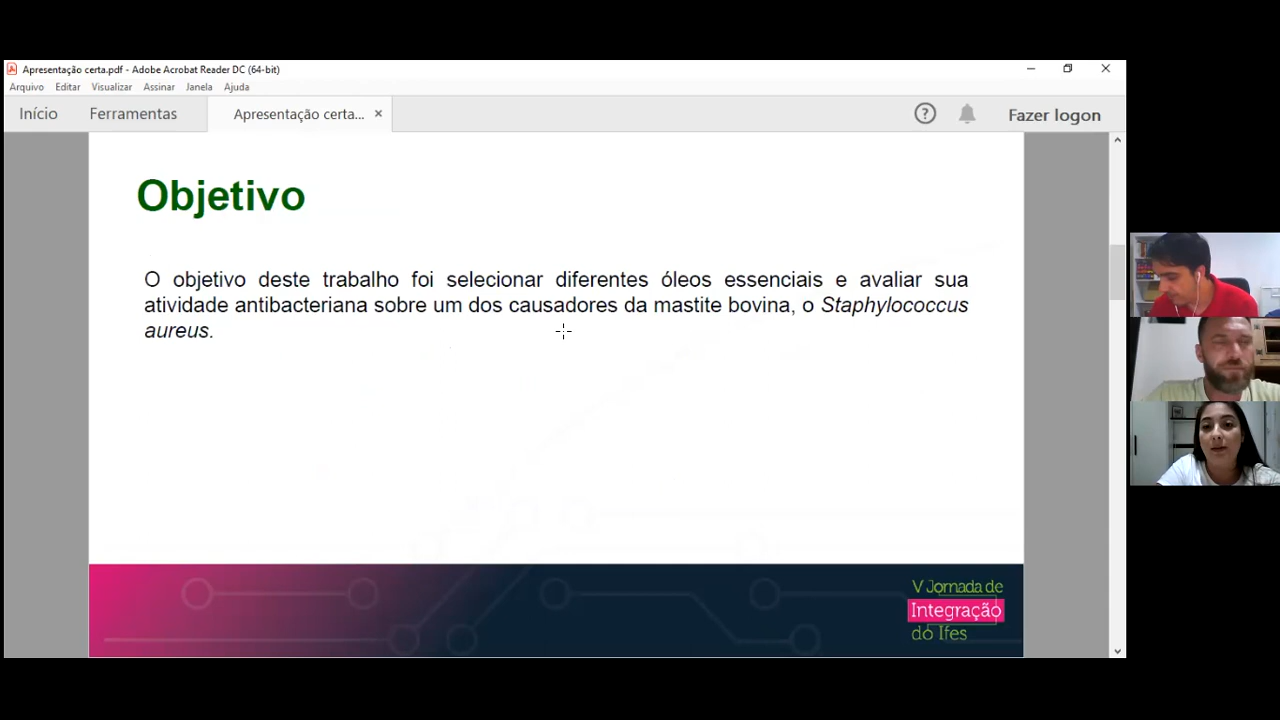 Apresentação certa.pdf - Adobe Acrobat Reader DC (64-bit)
Arquivo Editar Visualizar Assinar Janela Ajuda
Início Ferramentas Apresentação certa... × Fazer logon
Objetivo
O objetivo deste trabalho foi selecionar diferentes óleos essenciais e avaliar sua
atividade antibacteriana sobre um dos causadores da mastite bovina, o Staphylococcus
aureus.
V Jornada de
Integração
do Ifes